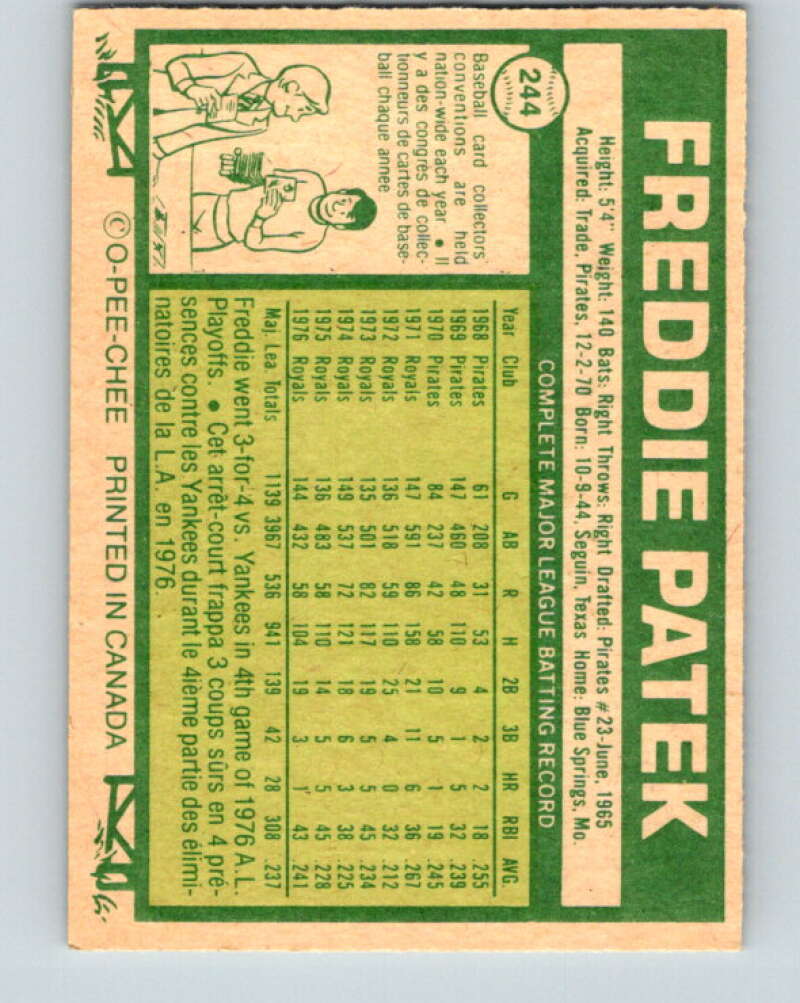 244
FREDDIE PATEK
Height: 5'4" Weight: 140 Bats: Right Throws: Right Drafted: Pirates #23-June, 1965
Acquired: Trade, Pirates, 12-2-70 Born: 10-9-44, Seguin, Texas Home: Blue Springs, Mo.
Baseball card collectors'
conventions are held
nation-wide each year. • Il
y a des congres de collec-
tionneurs de cartes de base-
ball chaque annee
COMPLETE MAJOR LEAGUE BATTING RECORD
Year Club G AB R H 2B 3B HR RBI AVG.
1968 Pirates 61 208 31 53 4 2 2 18 .255
1969 Pirates 147 460 48 110 9 1 5 32 .239
1970 Pirates 84 237 42 58 10 5 1 19 .245
1971 Royals 147 591 86 158 21 11 6 36 .267
1972 Royals 136 518 59 110 25 4 0 32 .212
1973 Royals 135 501 82 117 19 5 5 45 .234
1974 Royals 149 537 72 121 18 6 3 38 .225
1975 Royals 136 483 58 110 14 5 5 45 .228
1976 Royals 144 432 58 104 19 3 1 43 .241
Maj. Lea. Totals 1139 3967 536 941 139 42 28 308 .237
Freddie went 3-for-4 vs. Yankees in 4th game of 1976 A.L.
Playoffs. • Cet arrêt-court frappa 3 coups sûrs en 4 pré-
sences contre les Yankees durant le 4ième partie des élimi-
natoires de la L.A. en 1976.
© O-PEE-CHEE PRINTED IN CANADA